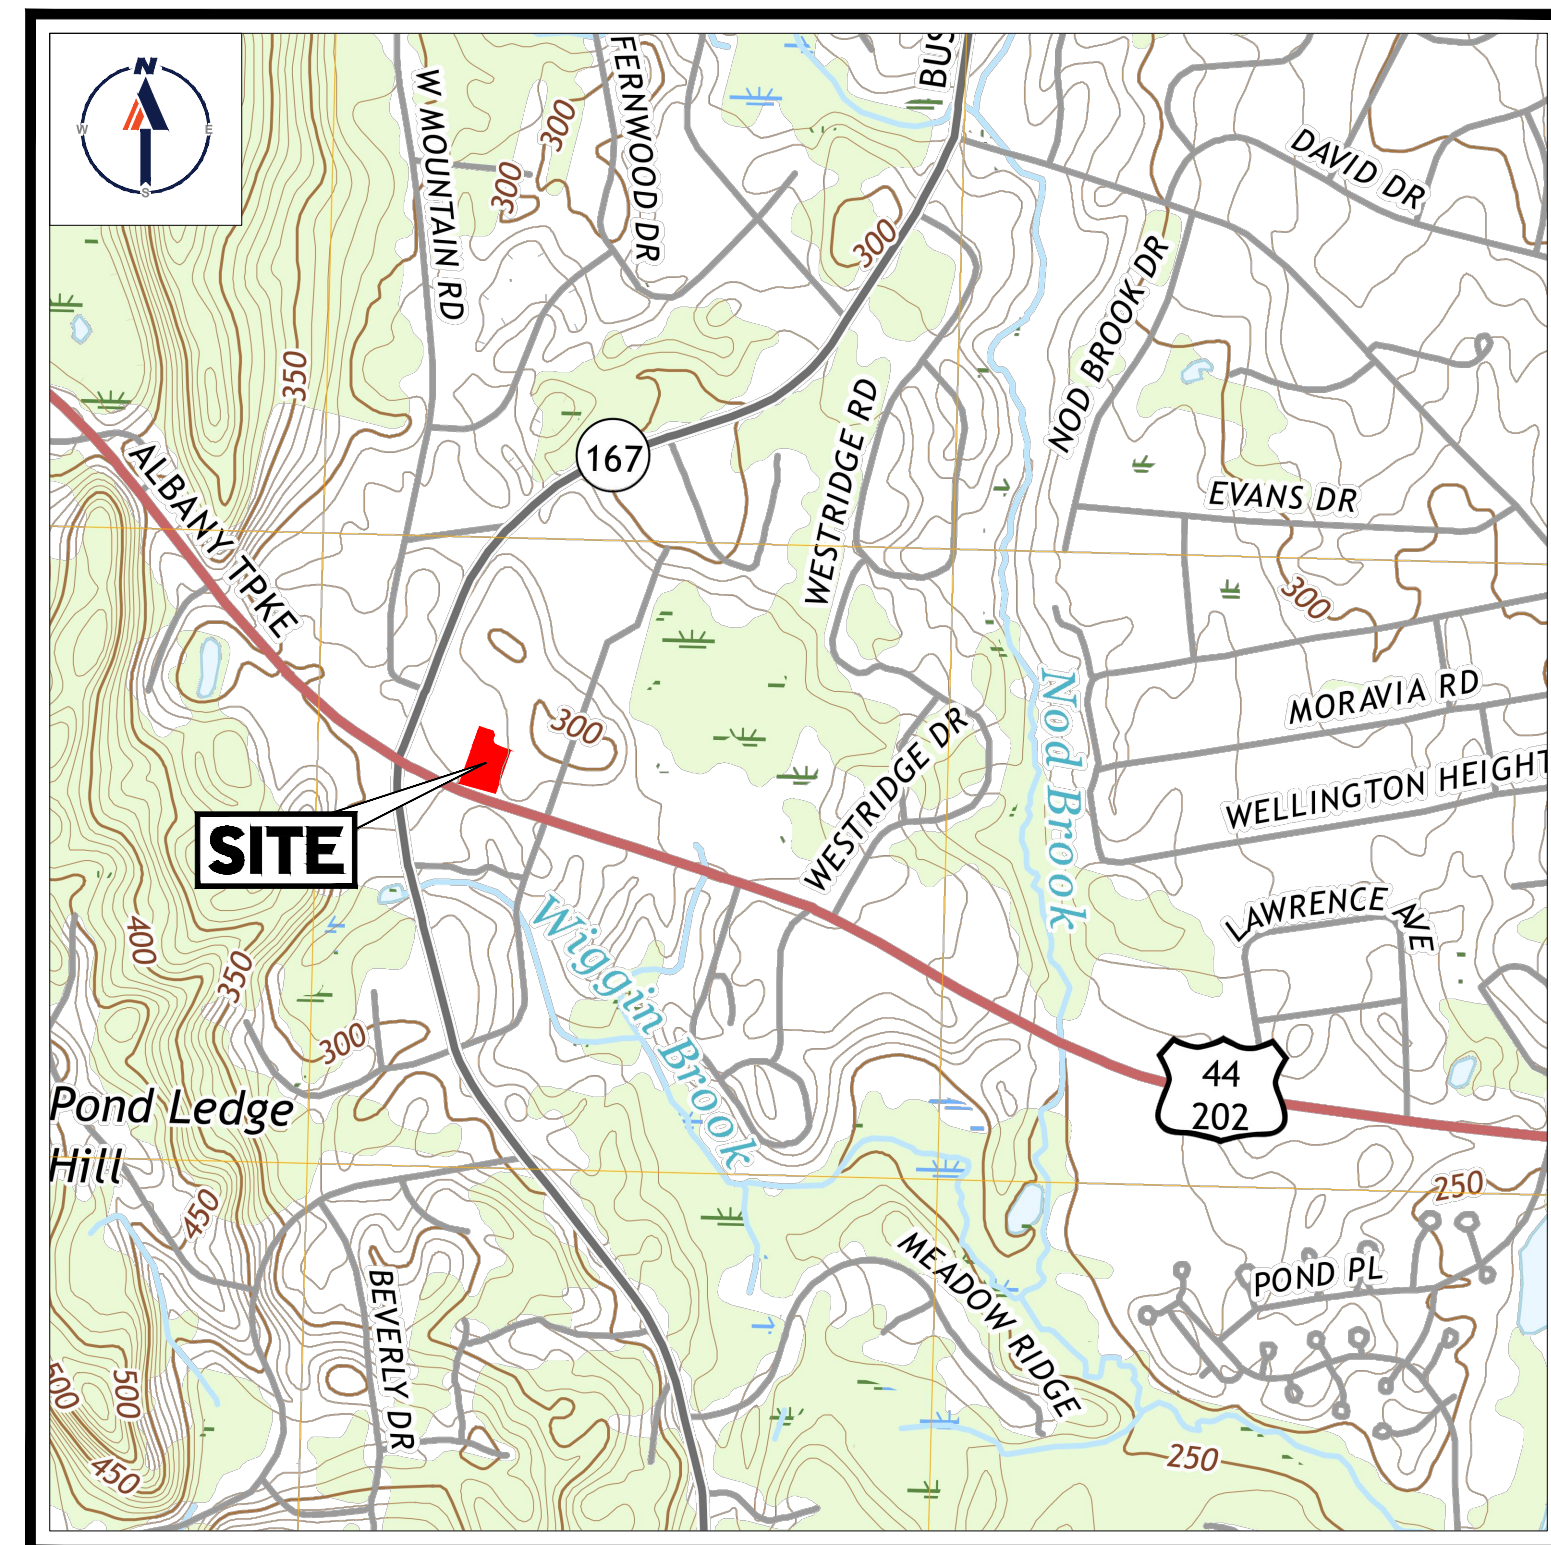 N
W
E
S
W MOUNTAIN RD
FERNWOOD DR
300
300
BUS
DAVID DR
300
NOD BROOK DR
350
WESTRIDGE RD
167
ALBANY TPKE
EVANS DR
300
MORAVIA RD
300
WESTRIDGE DR
Nod Brook
WELLINGTON HEIGHT
SITE
LAWRENCE AVE
Wiggin Brook
400
350
300
44
202
Pond Ledge
Hill
450
250
MEADOW RIDGE
POND PL
BEVERLY DR
500
500
450
250